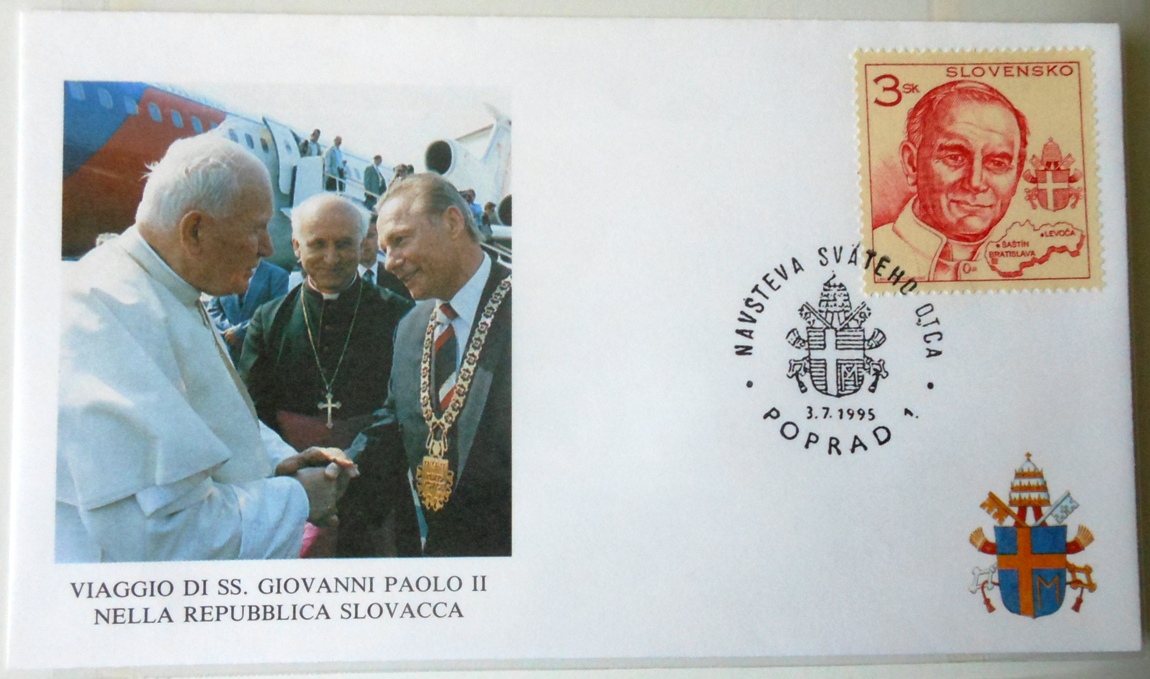 SLOVENSKO
3 SK
LEVOČA
ŠAŠTÍN
BRATISLAVA
NÁVŠTEVA SVÄTÉHO OTCA
M
3.7.1995
POPRAD 1.
M
VIAGGIO DI SS. GIOVANNI PAOLO II
NELLA REPUBBLICA SLOVACCA